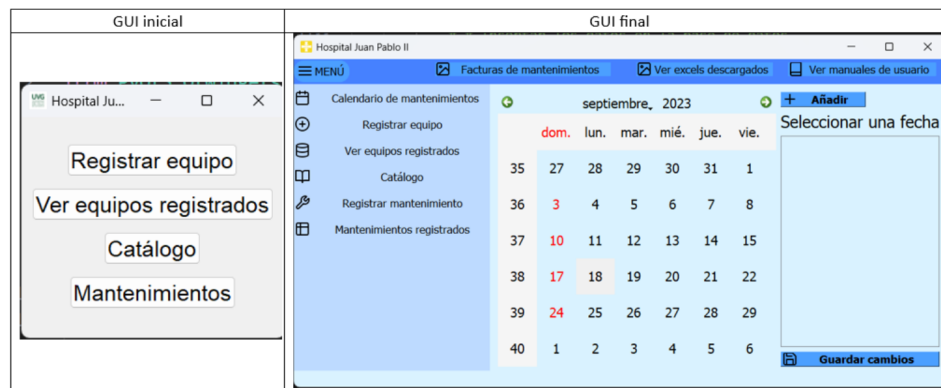 GUI inicial
GUI final
UVG Hospital Ju...
Registrar equipo
Ver equipos registrados
Catálogo
Mantenimientos
Hospital Juan Pablo II
MENÚ Facturas de mantenimientos Ver excels descargados Ver manuales de usuario
Calendario de mantenimientos
Registrar equipo
Ver equipos registrados
Catálogo
Registrar mantenimiento
Mantenimientos registrados
septiembre, 2023
dom. lun. mar. mié. jue. vie.
35 27 28 29 30 31 1
36 3 4 5 6 7 8
37 10 11 12 13 14 15
38 17 18 19 20 21 22
39 24 25 26 27 28 29
40 1 2 3 4 5 6
Añadir
Seleccionar una fecha
Guardar cambios